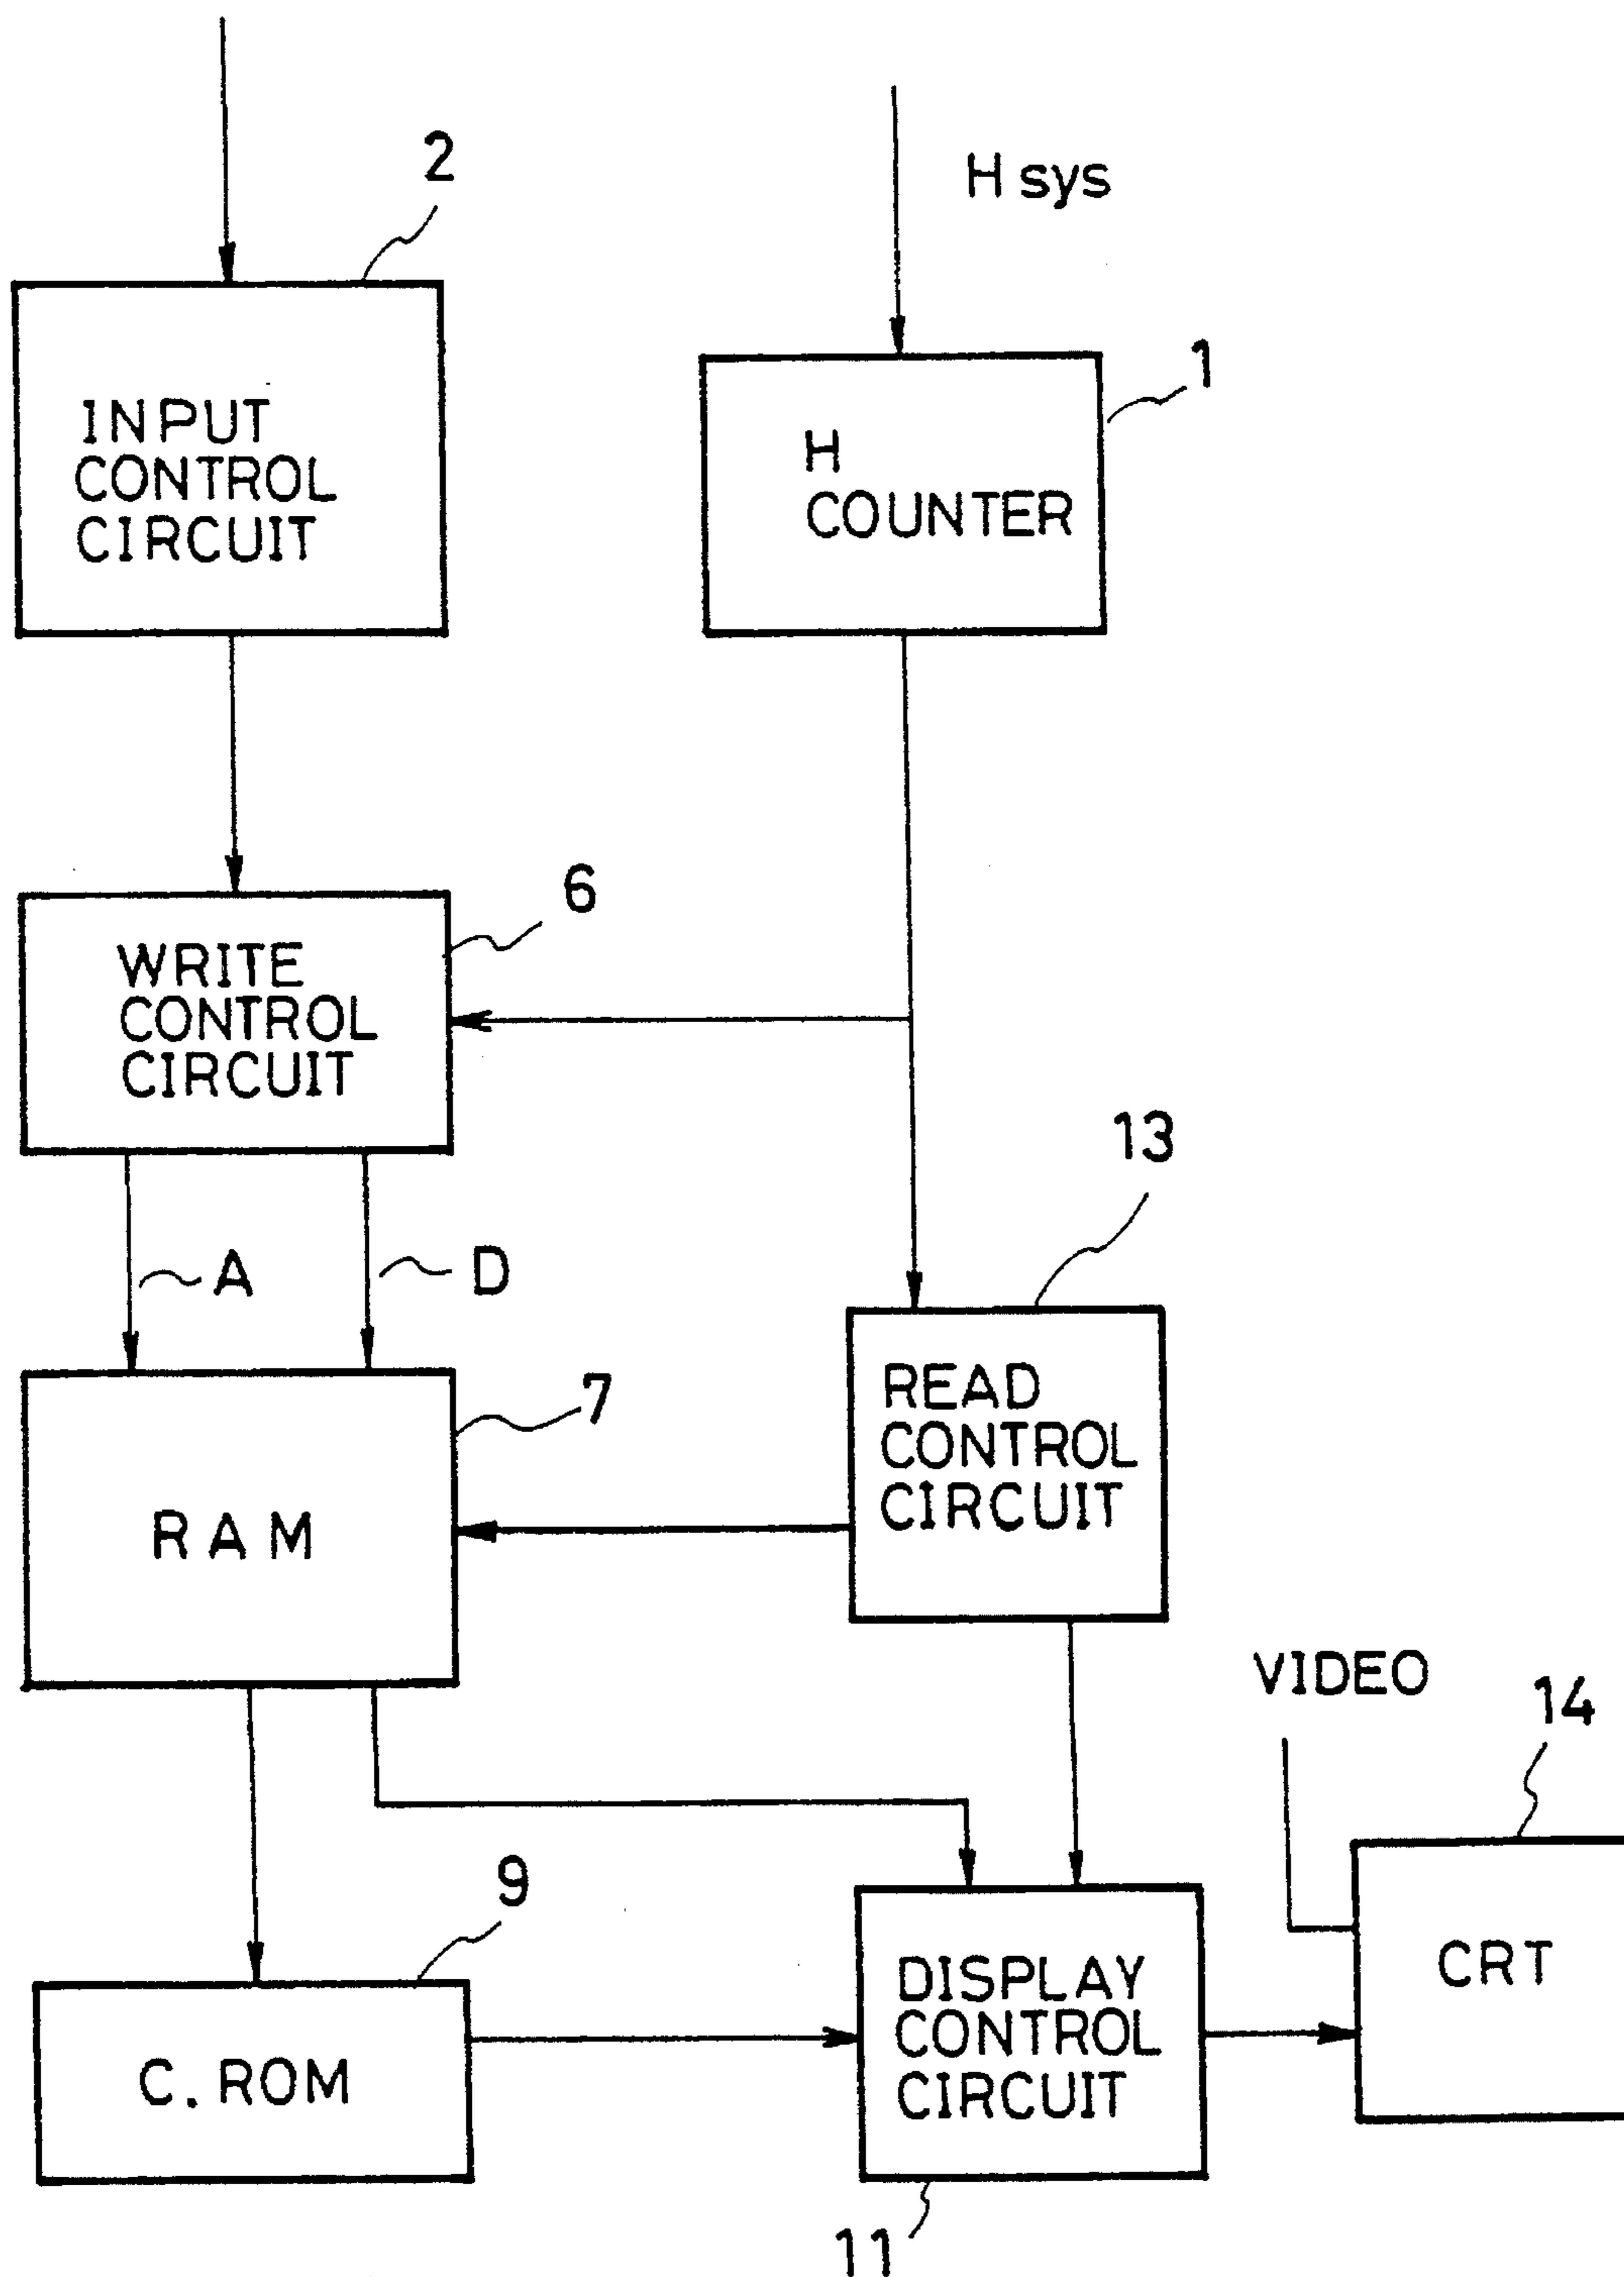 2
H sys
INPUT
CONTROL
CIRCUIT
1
H
COUNTER
6
WRITE
CONTROL
CIRCUIT
13
A
D
7
READ
CONTROL
CIRCUIT
RAM
VIDEO
14
9
DISPLAY
CONTROL
CIRCUIT
CRT
C.ROM
11